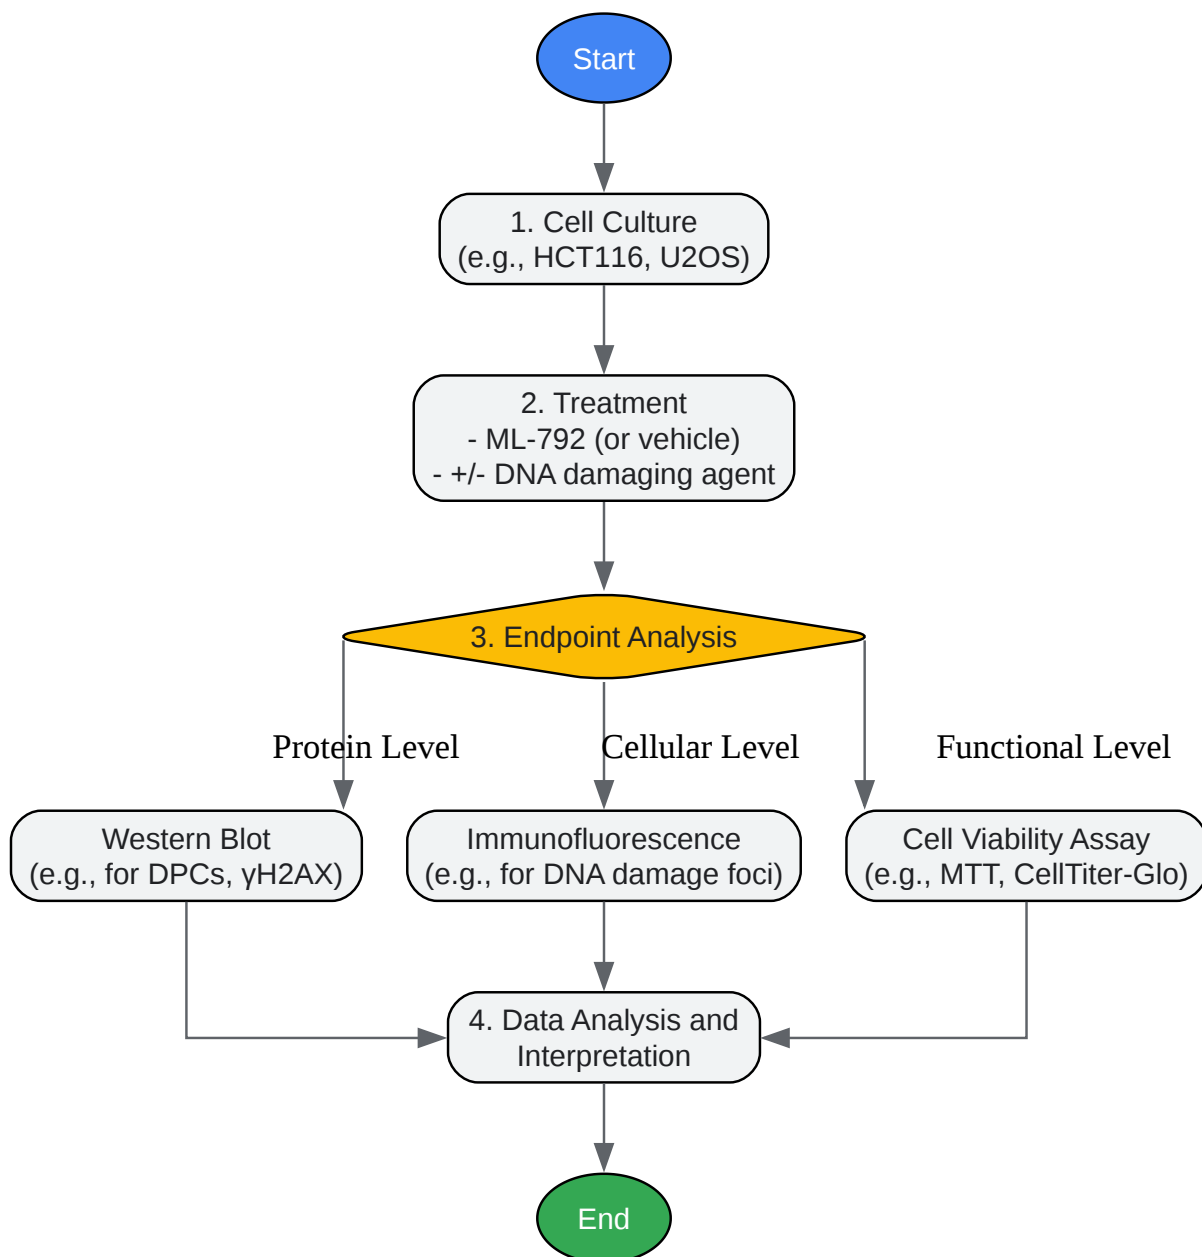 Start
1. Cell Culture
(e.g., HCT116, U2OS)
2. Treatment
- ML-792 (or vehicle)
- +/- DNA damaging agent
3. Endpoint Analysis
Protein Level
Cellular Level
Functional Level
Western Blot
(e.g., for DPCs, γH2AX)
Immunofluorescence
(e.g., for DNA damage foci)
Cell Viability Assay
(e.g., MTT, CellTiter-Glo)
4. Data Analysis and
Interpretation
End